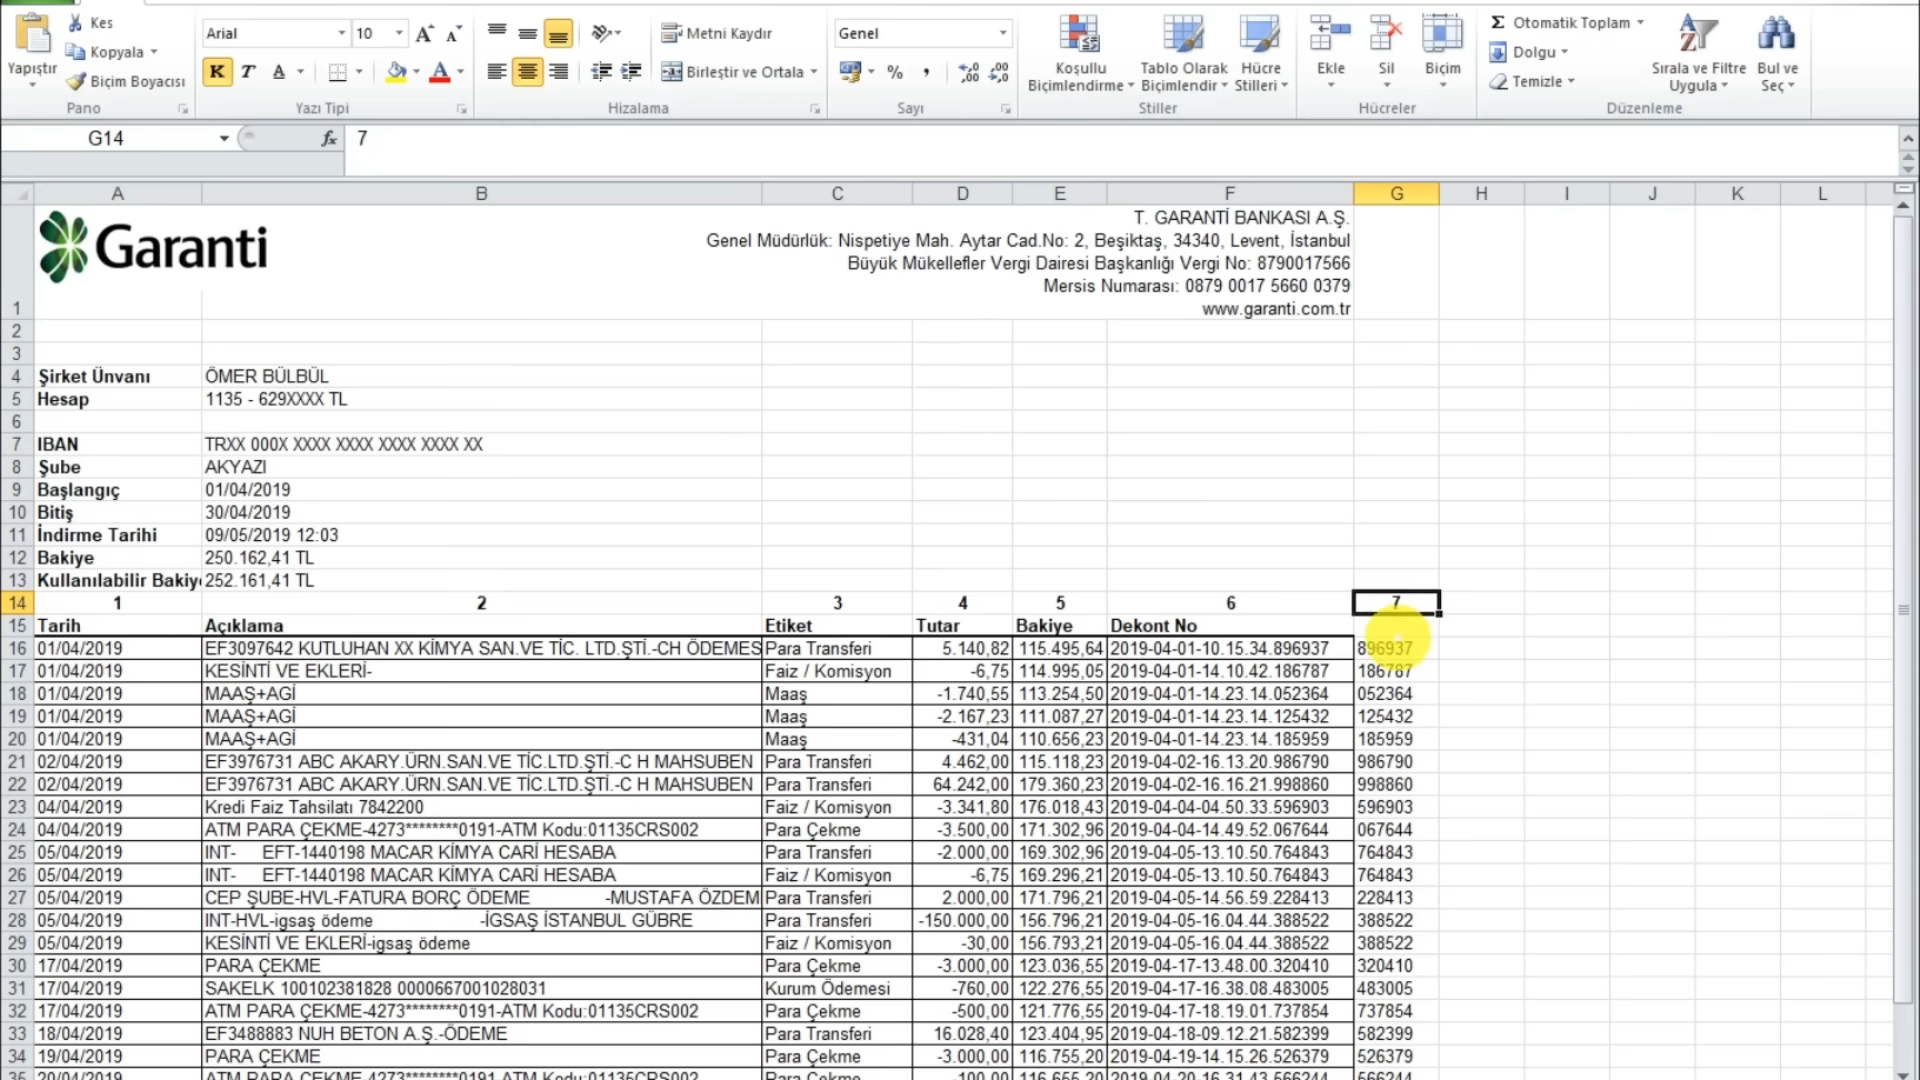 Kes
Kopyala
Biçim Boyacısı
Yapıştır
Pano
Arial 10
K T A A
Yazı Tipi
Metni Kaydır
Birleştir ve Ortala
Hizalama
Genel
%
Sayı
Koşullu Biçimlendirme
Tablo Olarak Biçimlendir
Hücre Stilleri
Stiller
Ekle
Sil
Biçim
Hücreler
Σ Otomatik Toplam
Dolgu
Temizle
Sırala ve Filtre Uygula
Bul ve Seç
Düzenleme
G14 fx 7
A B C D E F G H I J K L
Garanti
T. GARANTİ BANKASI A.Ş.
Genel Müdürlük: Nispetiye Mah. Aytar Cad.No: 2, Beşiktaş, 34340, Levent, İstanbul
Büyük Mükellefler Vergi Dairesi Başkanlığı Vergi No: 8790017566
Mersis Numarası: 0879 0017 5660 0379
1 www.garanti.com.tr
2
3
4 Şirket Ünvanı ÖMER BÜLBÜL
5 Hesap 1135 - 629XXXX TL
6
7 IBAN TRXX 000X XXXX XXXX XXXX XXXX XX
8 Şube AKYAZI
9 Başlangıç 01/04/2019
10 Bitiş 30/04/2019
11 İndirme Tarihi 09/05/2019 12:03
12 Bakiye 250.162,41 TL
13 Kullanılabilir Bakiy 252.161,41 TL
14 1 2 3 4 5 6 7
15 Tarih Açıklama Etiket Tutar Bakiye Dekont No
16 01/04/2019 EF3097642 KUTLUHAN XX KİMYA SAN.VE TİC. LTD.ŞTİ.-CH ÖDEMES Para Transferi 5.140,82 115.495,64 2019-04-01-10.15.34.896937 896937
17 01/04/2019 KESİNTİ VE EKLERİ- Faiz / Komisyon -6,75 114.995,05 2019-04-01-14.10.42.186787 186787
18 01/04/2019 MAAŞ+AGİ Maaş -1.740,55 113.254,50 2019-04-01-14.23.14.052364 052364
19 01/04/2019 MAAŞ+AGİ Maaş -2.167,23 111.087,27 2019-04-01-14.23.14.125432 125432
20 01/04/2019 MAAŞ+AGİ Maaş -431,04 110.656,23 2019-04-01-14.23.14.185959 185959
21 02/04/2019 EF3976731 ABC AKARY.ÜRN.SAN.VE TİC.LTD.ŞTİ.-C H MAHSUBEN Para Transferi 4.462,00 115.118,23 2019-04-02-16.13.20.986790 986790
22 02/04/2019 EF3976731 ABC AKARY.ÜRN.SAN.VE TİC.LTD.ŞTİ.-C H MAHSUBEN Para Transferi 64.242,00 179.360,23 2019-04-02-16.16.21.998860 998860
23 04/04/2019 Kredi Faiz Tahsilatı 7842200 Faiz / Komisyon -3.341,80 176.018,43 2019-04-04-04.50.33.596903 596903
24 04/04/2019 ATM PARA ÇEKME-4273********0191-ATM Kodu:01135CRS002 Para Çekme -3.500,00 171.302,96 2019-04-04-14.49.52.067644 067644
25 05/04/2019 INT- EFT-1440198 MACAR KİMYA CARİ HESABA Para Transferi -2.000,00 169.302,96 2019-04-05-13.10.50.764843 764843
26 05/04/2019 INT- EFT-1440198 MACAR KİMYA CARİ HESABA Faiz / Komisyon -6,75 169.296,21 2019-04-05-13.10.50.764843 764843
27 05/04/2019 CEP ŞUBE-HVL-FATURA BORÇ ÖDEME -MUSTAFA ÖZDEM Para Transferi 2.000,00 171.796,21 2019-04-05-14.56.59.228413 228413
28 05/04/2019 INT-HVL-igsaş ödeme -İGSAŞ İSTANBUL GÜBRE Para Transferi -150.000,00 156.796,21 2019-04-05-16.04.44.388522 388522
29 05/04/2019 KESİNTİ VE EKLERİ-igsaş ödeme Faiz / Komisyon -30,00 156.793,21 2019-04-05-16.04.44.388522 388522
30 17/04/2019 PARA ÇEKME Para Çekme -3.000,00 123.036,55 2019-04-17-13.48.00.320410 320410
31 17/04/2019 SAKELK 100102381828 0000667001028031 Kurum Ödemesi -760,00 122.276,55 2019-04-17-16.38.08.483005 483005
32 17/04/2019 ATM PARA ÇEKME-4273********0191-ATM Kodu:01135CRS002 Para Çekme -500,00 121.776,55 2019-04-17-18.19.01.737854 737854
33 18/04/2019 EF3488883 NUH BETON A.Ş.-ÖDEME Para Transferi 16.028,40 123.404,95 2019-04-18-09.12.21.582399 582399
34 19/04/2019 PARA ÇEKME Para Çekme -3.000,00 116.755,20 2019-04-19-14.15.26.526379 526379
35 20/04/2019 ATM PARA ÇEKME-4273********0191-ATM Kodu:01135CRS002 Para Çekme -100,00 116.655,20 2019-04-20-16.31.43.566244 566244